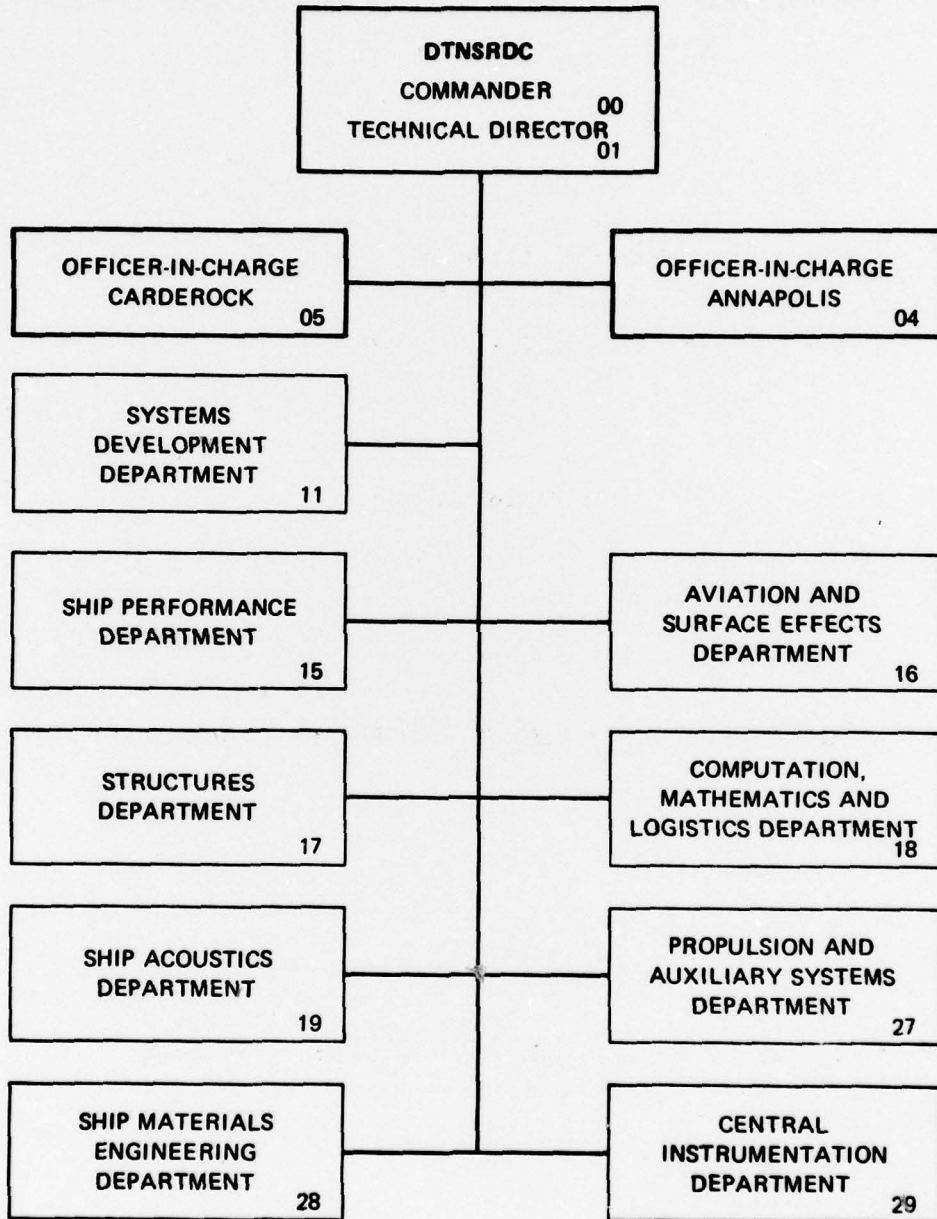 DTNSRDC
COMMANDER
00
TECHNICAL DIRECTOR
01
OFFICER-IN-CHARGE
CARDEROCK
05
OFFICER-IN-CHARGE
ANNAPOLIS
04
SYSTEMS
DEVELOPMENT
DEPARTMENT
11
SHIP PERFORMANCE
DEPARTMENT
15
AVIATION AND
SURFACE EFFECTS
DEPARTMENT
16
STRUCTURES
DEPARTMENT
17
COMPUTATION,
MATHEMATICS AND
LOGISTICS DEPARTMENT
18
SHIP ACOUSTICS
DEPARTMENT
19
PROPULSION AND
AUXILIARY SYSTEMS
DEPARTMENT
27
SHIP MATERIALS
ENGINEERING
DEPARTMENT
28
CENTRAL
INSTRUMENTATION
DEPARTMENT
29